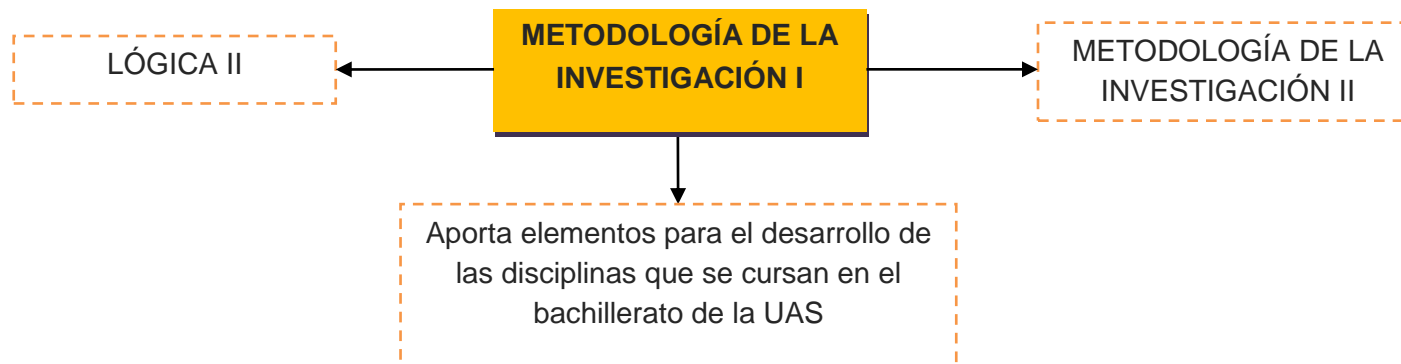 LÓGICA II
METODOLOGÍA DE LA
INVESTIGACIÓN I
METODOLOGÍA DE LA
INVESTIGACIÓN II
Aporta elementos para el desarrollo de
las disciplinas que se cursan en el
bachillerato de la UAS